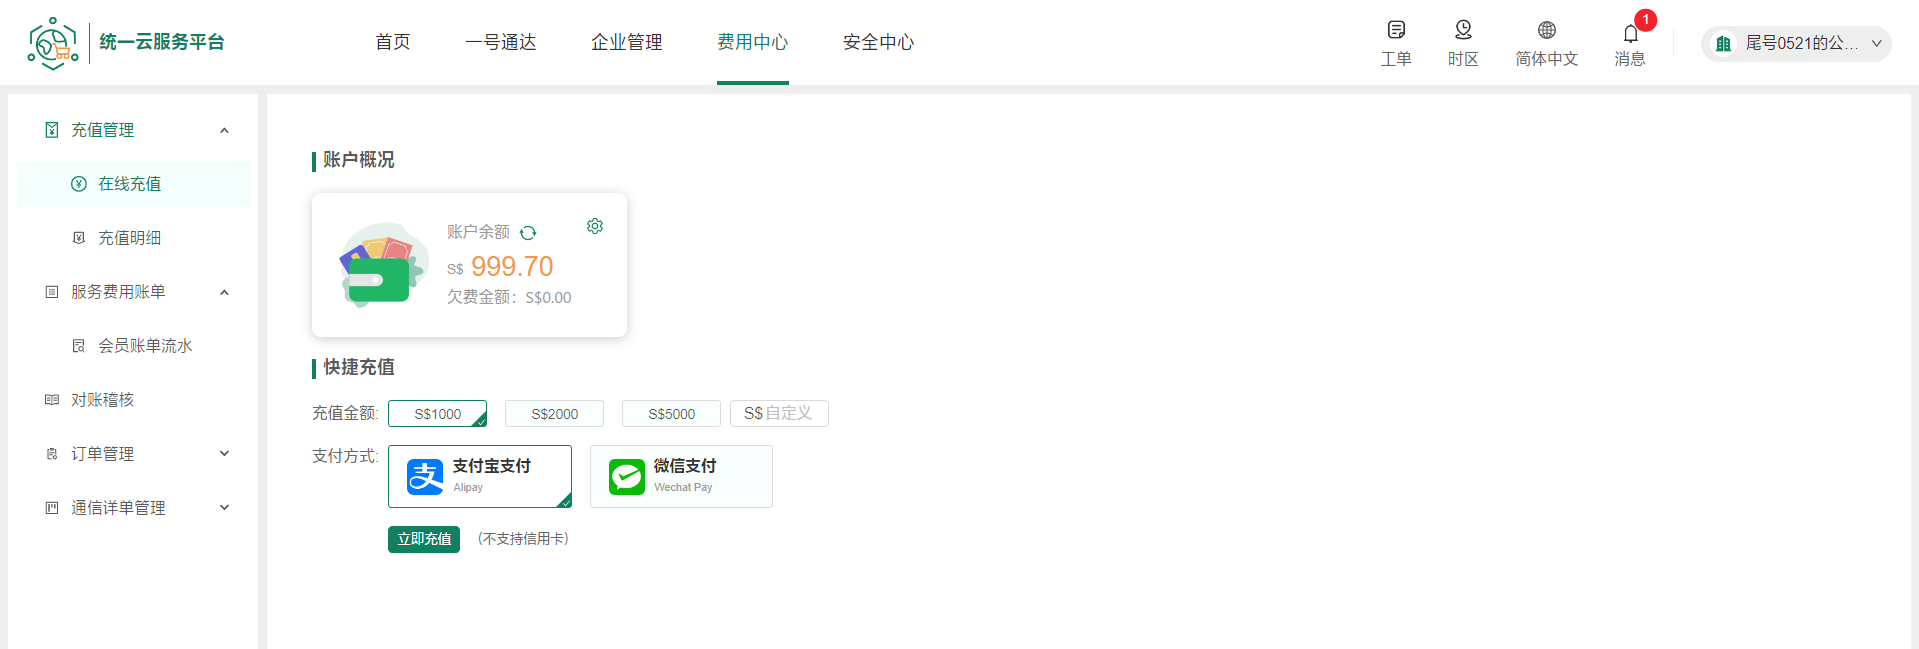 统一云服务平台
首页
一号通达
企业管理
费用中心
安全中心
工单
时区
简体中文
1
消息
尾号0521的公...
充值管理
在线充值
充值明细
服务费用账单
会员账单流水
对账稽核
订单管理
通信详单管理
账户概况
账户余额
S$ 999.70
欠费金额：S$0.00
快捷充值
充值金额: S$1000 S$2000 S$5000 S$ 自定义
支付方式: 支付宝支付 微信支付
Alipay Wechat Pay
立即充值 （不支持信用卡）